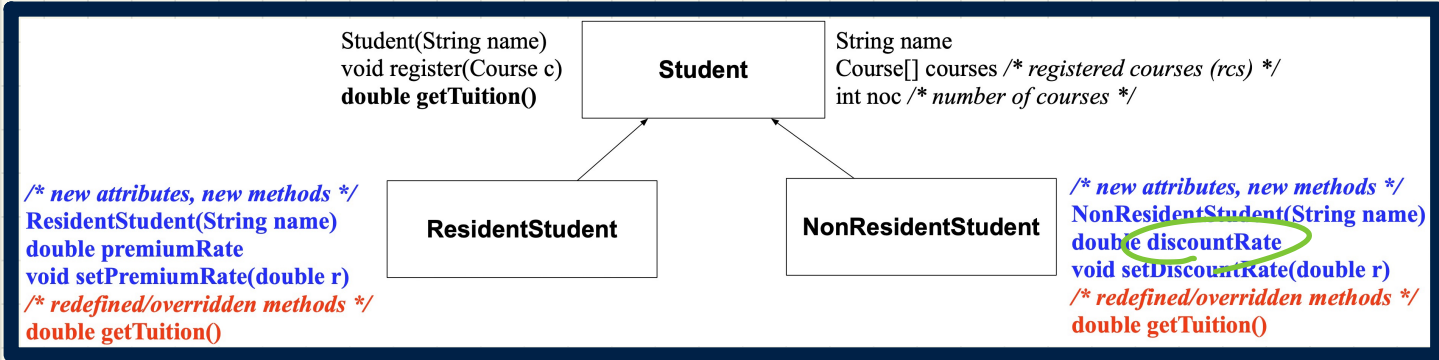 Student(String name)
void register(Course c)
double getTuition()
Student
String name
Course[] courses /* registered courses (rcs) */
int noc /* number of courses */
/* new attributes, new methods */
ResidentStudent(String name)
double premiumRate
void setPremiumRate(double r)
/* redefined/overridden methods */
double getTuition()
ResidentStudent
NonResidentStudent
/* new attributes, new methods */
NonResidentStudent(String name)
double discountRate
void setDiscountRate(double r)
/* redefined/overridden methods */
double getTuition()